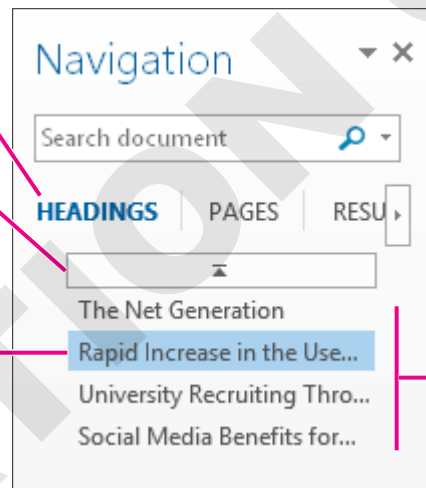 Navigation
Search document
HEADINGS PAGES RESU
The Net Generation
Rapid Increase in the Use...
University Recruiting Thro...
Social Media Benefits for...